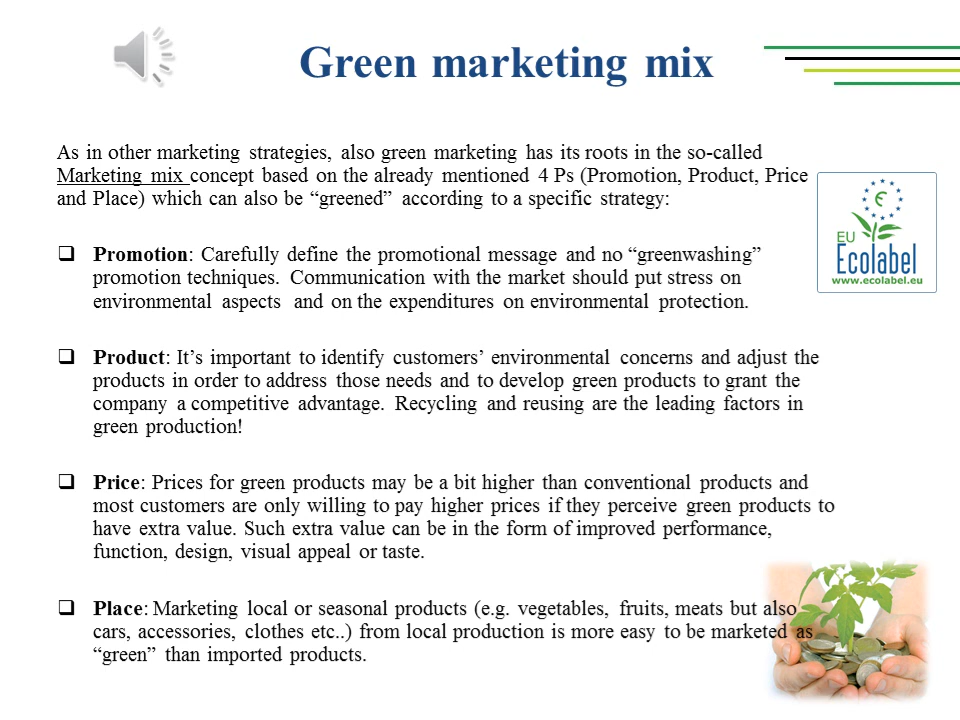 Green marketing mix
As in other marketing strategies, also green marketing has its roots in the so-called
Marketing mix concept based on the already mentioned 4 Ps (Promotion, Product, Price
and Place) which can also be “greened” according to a specific strategy:
❑ Promotion: Carefully define the promotional message and no “greenwashing”
promotion techniques. Communication with the market should put stress on
environmental aspects and on the expenditures on environmental protection.
❑ Product: It’s important to identify customers’ environmental concerns and adjust the
products in order to address those needs and to develop green products to grant the
company a competitive advantage. Recycling and reusing are the leading factors in
green production!
❑ Price: Prices for green products may be a bit higher than conventional products and
most customers are only willing to pay higher prices if they perceive green products to
have extra value. Such extra value can be in the form of improved performance,
function, design, visual appeal or taste.
❑ Place: Marketing local or seasonal products (e.g. vegetables, fruits, meats but also
cars, accessories, clothes etc..) from local production is more easy to be marketed as
“green” than imported products.
EU
Ecolabel
www.ecolabel.eu